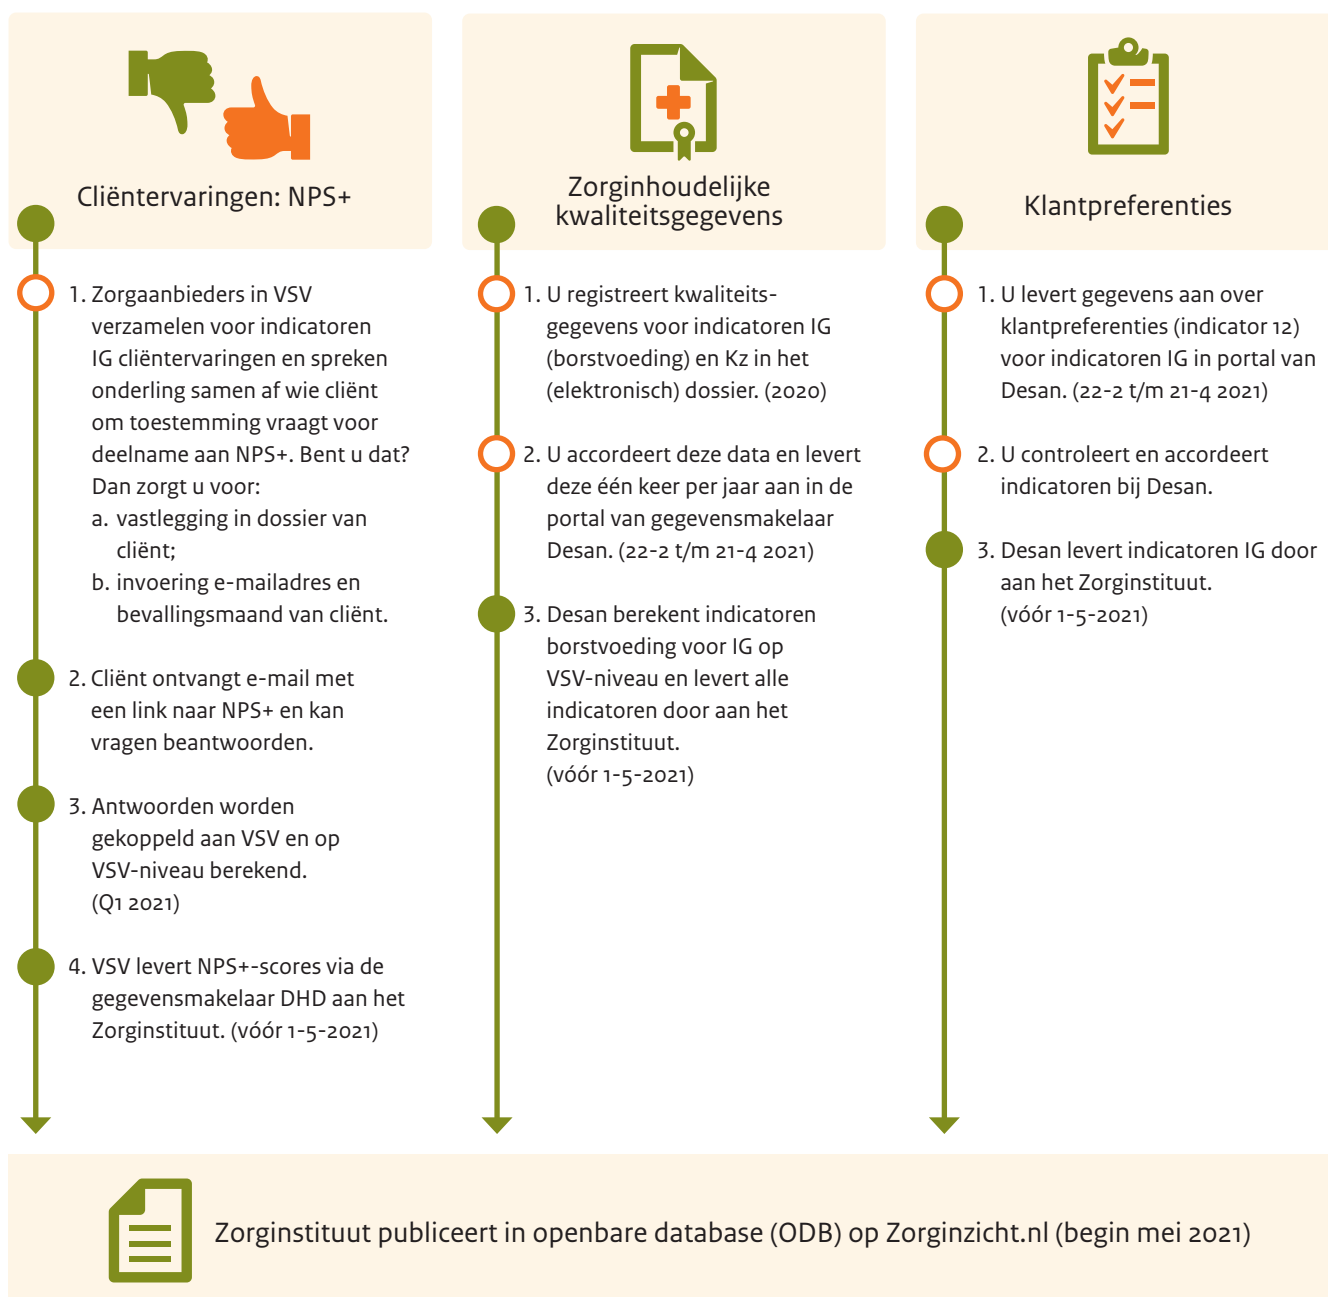 Cliëntervaringen: NPS+
1. Zorgaanbieders in VSV
verzamelen voor indicatoren
IG cliëntervaringen en spreken
onderling samen af wie cliënt
om toestemming vraagt voor
deelname aan NPS+. Bent u dat?
Dan zorgt u voor:
a. vastlegging in dossier van
cliënt;
b. invoering e-mailadres en
bevallingsmaand van cliënt.
2. Cliënt ontvangt e-mail met
een link naar NPS+ en kan
vragen beantwoorden.
3. Antwoorden worden
gekoppeld aan VSV en op
VSV-niveau berekend.
(Q1 2021)
4. VSV levert NPS+-scores via de
gegevensmakelaar DHD aan het
Zorginstituut. (vóór 1-5-2021)
Zorginhoudelijke
kwaliteitsgegevens
1. U registreert kwaliteits-
gegevens voor indicatoren IG
(borstvoeding) en Kz in het
(elektronisch) dossier. (2020)
2. U accordeert deze data en levert
deze één keer per jaar aan in de
portal van gegevensmakelaar
Desan. (22-2 t/m 21-4 2021)
3. Desan berekent indicatoren
borstvoeding voor IG op
VSV-niveau en levert alle
indicatoren door aan het
Zorginstituut.
(vóór 1-5-2021)
Klantpreferenties
1. U levert gegevens aan over
klantpreferenties (indicator 12)
voor indicatoren IG in portal van
Desan. (22-2 t/m 21-4 2021)
2. U controleert en accordeert
indicatoren bij Desan.
3. Desan levert indicatoren IG door
aan het Zorginstituut.
(vóór 1-5-2021)
Zorginstituut publiceert in openbare database (ODB) op Zorginzicht.nl (begin mei 2021)